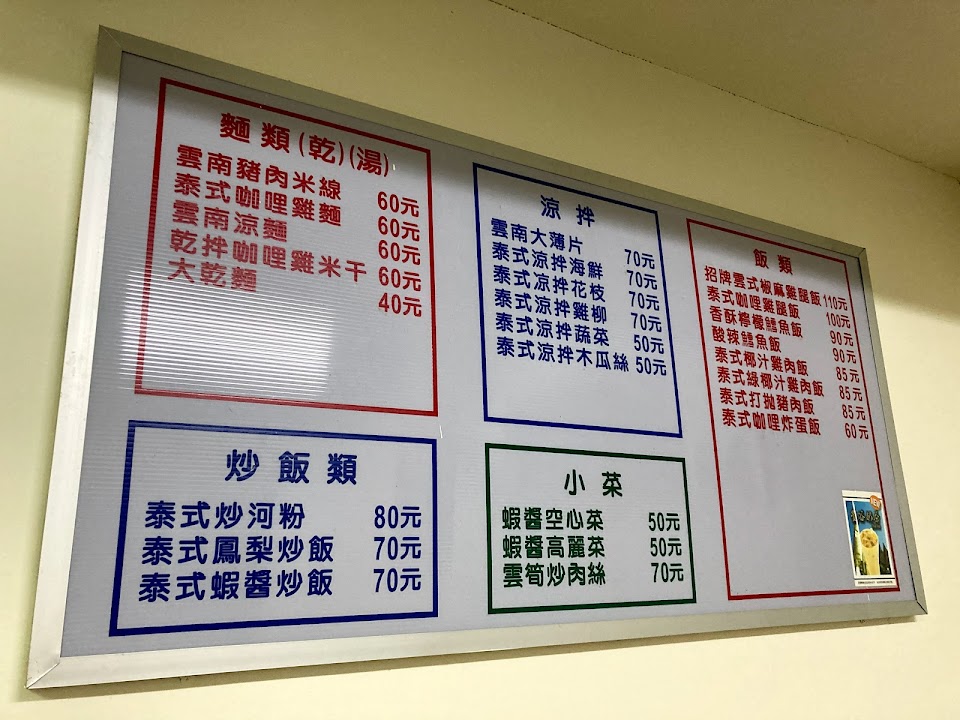 麵類(乾)(湯)
雲南豬肉米線 60元
泰式咖哩雞麵 60元
雲南涼麵 60元
乾拌咖哩雞米干 60元
大乾麵 40元
涼拌
雲南大薄片 70元
泰式涼拌海鮮 70元
泰式涼拌花枝 70元
泰式涼拌雞柳 70元
泰式涼拌蔬菜 50元
泰式涼拌木瓜絲 50元
飯類
招牌雲式椒麻雞腿飯 110元
泰式咖哩雞腿飯 100元
香酥檸檬鱈魚飯 90元
酸辣鱈魚飯 90元
泰式椰汁雞肉飯 85元
泰式綠椰汁雞肉飯 85元
泰式打拋豬肉飯 85元
泰式咖哩炸蛋飯 60元
炒飯類
泰式炒河粉 80元
泰式鳳梨炒飯 70元
泰式蝦醬炒飯 70元
小菜
蝦醬空心菜 50元
蝦醬高麗菜 50元
雲筍炒肉絲 70元
NEW